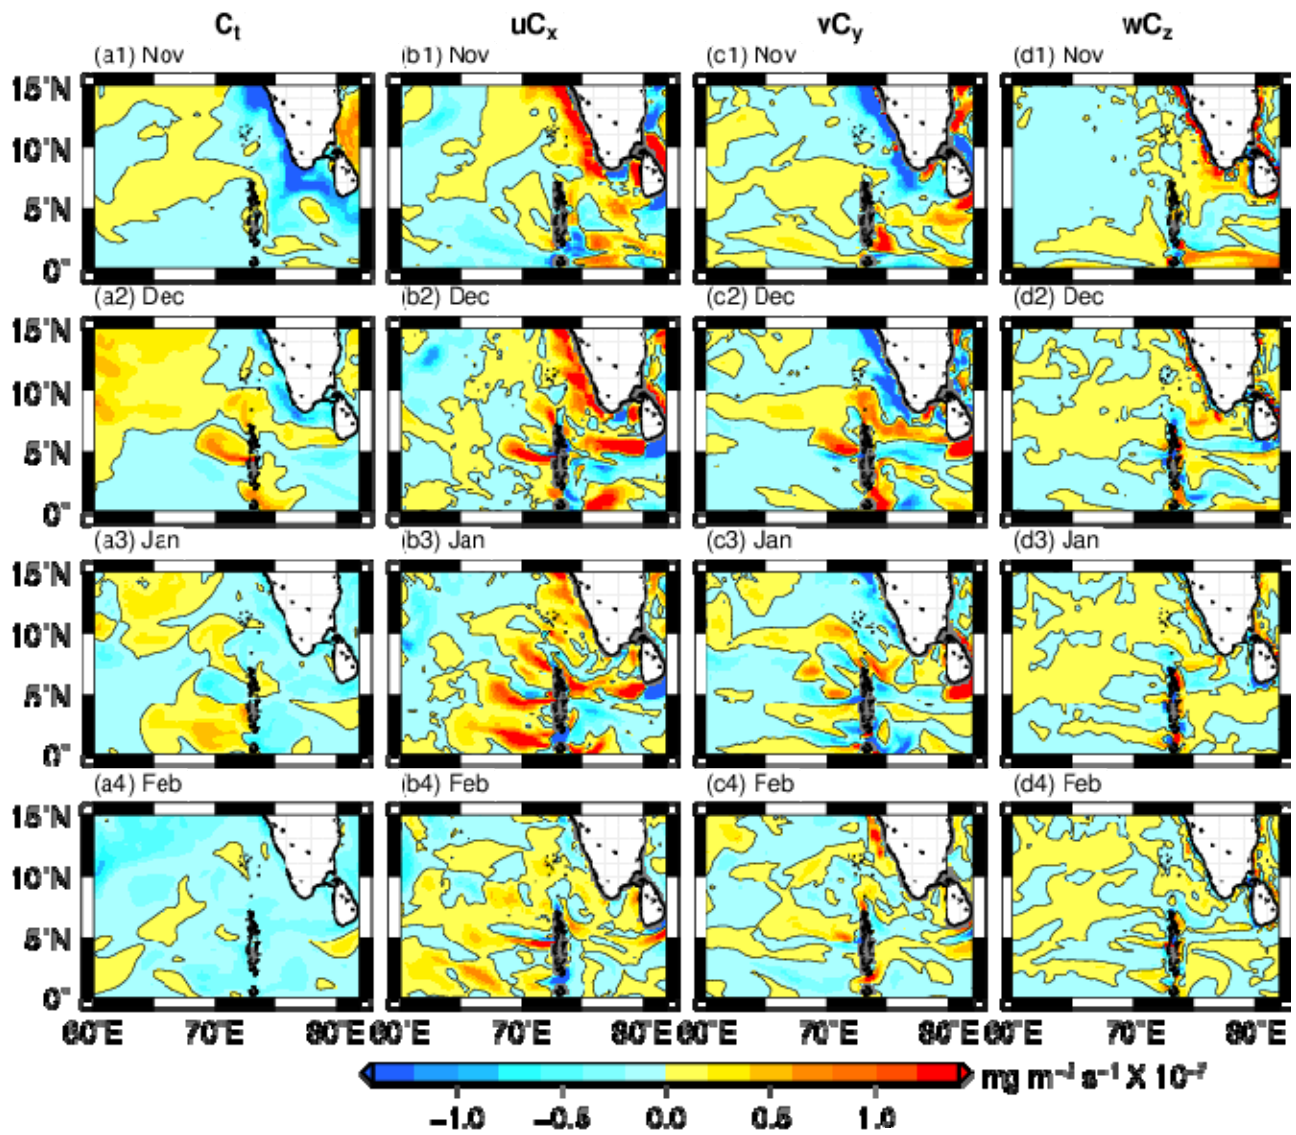 Ct uCx vCy wCz
(a1) Nov (b1) Nov (c1) Nov (d1) Nov
15°N
10°N
5°N
0°
(a2) Dec (b2) Dec (c2) Dec (d2) Dec
15°N
10°N
5°N
0°
(a3) Jan (b3) Jan (c3) Jan (d3) Jan
15°N
10°N
5°N
0°
(a4) Feb (b4) Feb (c4) Feb (d4) Feb
15°N
10°N
5°N
0°
60°E 70°E 80°E 60°E 70°E 80°E 60°E 70°E 80°E 60°E 70°E 80°E
−1.0 −0.5 0.0 0.5 1.0 mg m s⁻¹ X